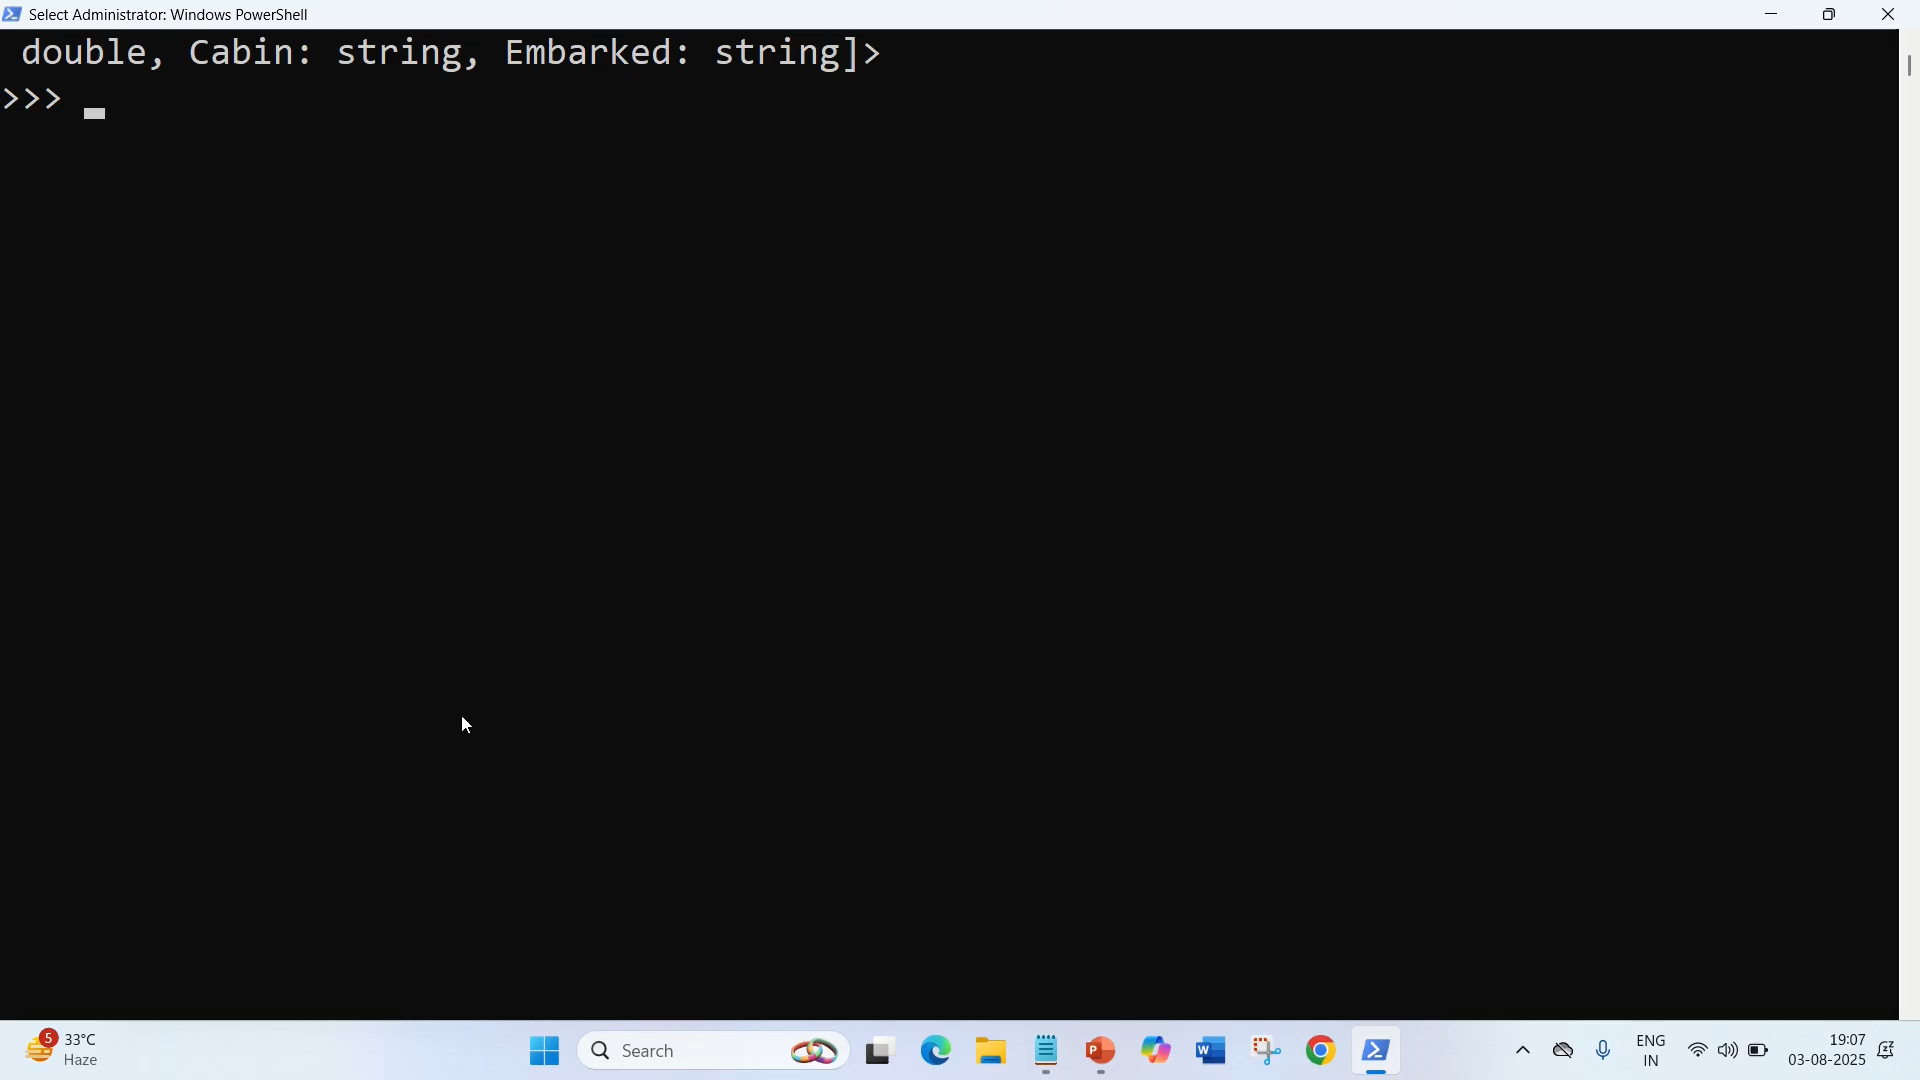 Select Administrator: Windows PowerShell
double, Cabin: string, Embarked: string]>
>>>
5
33°C
Haze
Search
P
W
ENG
IN
19:07
03-08-2025